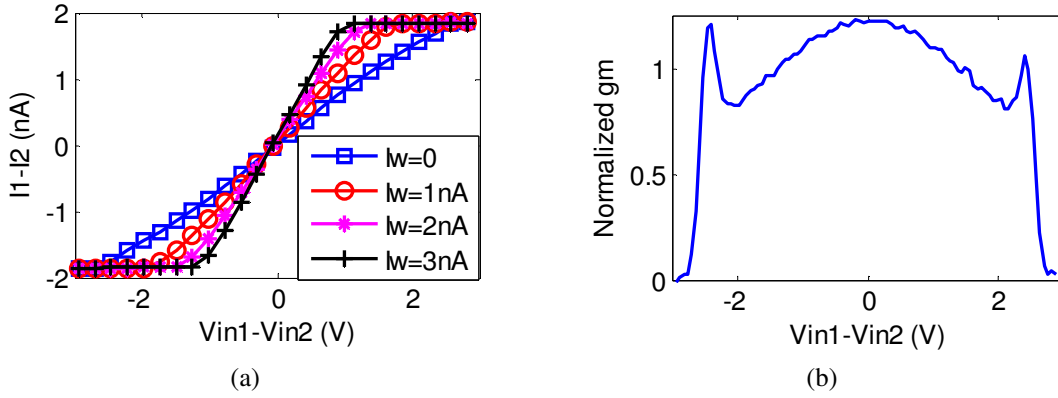 2
1
0
-1
-2
-2
0
2
I1-I2 (nA)
Vin1-Vin2 (V)
Iw=0
Iw=1nA
Iw=2nA
Iw=3nA
(a)
1
0.5
0
-2
0
2
Normalized gm
Vin1-Vin2 (V)
(b)